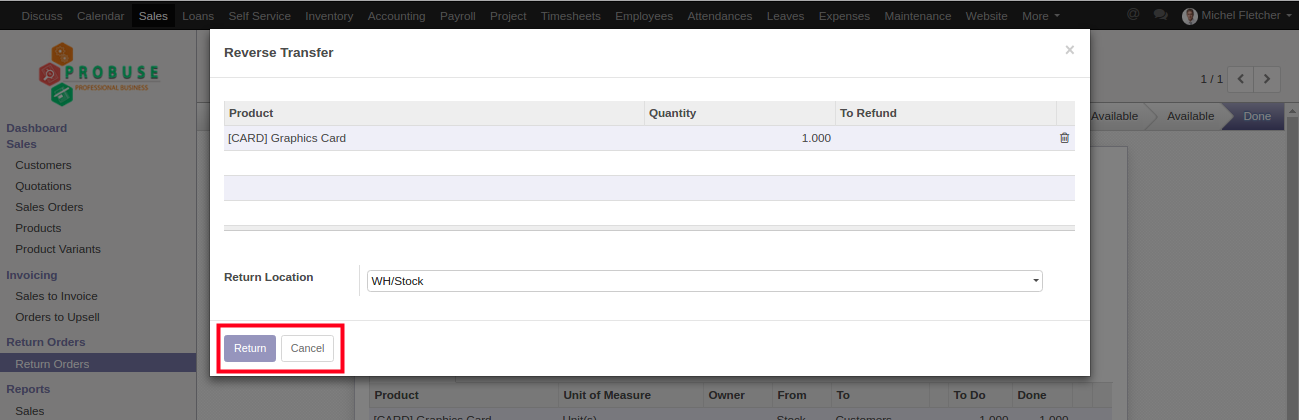 Discuss Calendar Sales Loans Self Service Inventory Accounting Payroll Project Timesheets Employees Attendances Leaves Expenses Maintenance Website More @ Michel Fletcher
PROBUSE
PROFESSIONAL BUSINESS
Dashboard
Sales
Customers
Quotations
Sales Orders
Products
Product Variants
Invoicing
Sales to Invoice
Orders to Upsell
Return Orders
Return Orders
Reports
Sales
Reverse Transfer ×
Product Quantity To Refund
[CARD] Graphics Card 1.000
Return Location WH/Stock
Return Cancel
1 / 1
Available Available Done
Product Unit of Measure Owner From To To Do Done
[CARD] Graphics Card Unit(s) Stock Customers 1.000 1.000